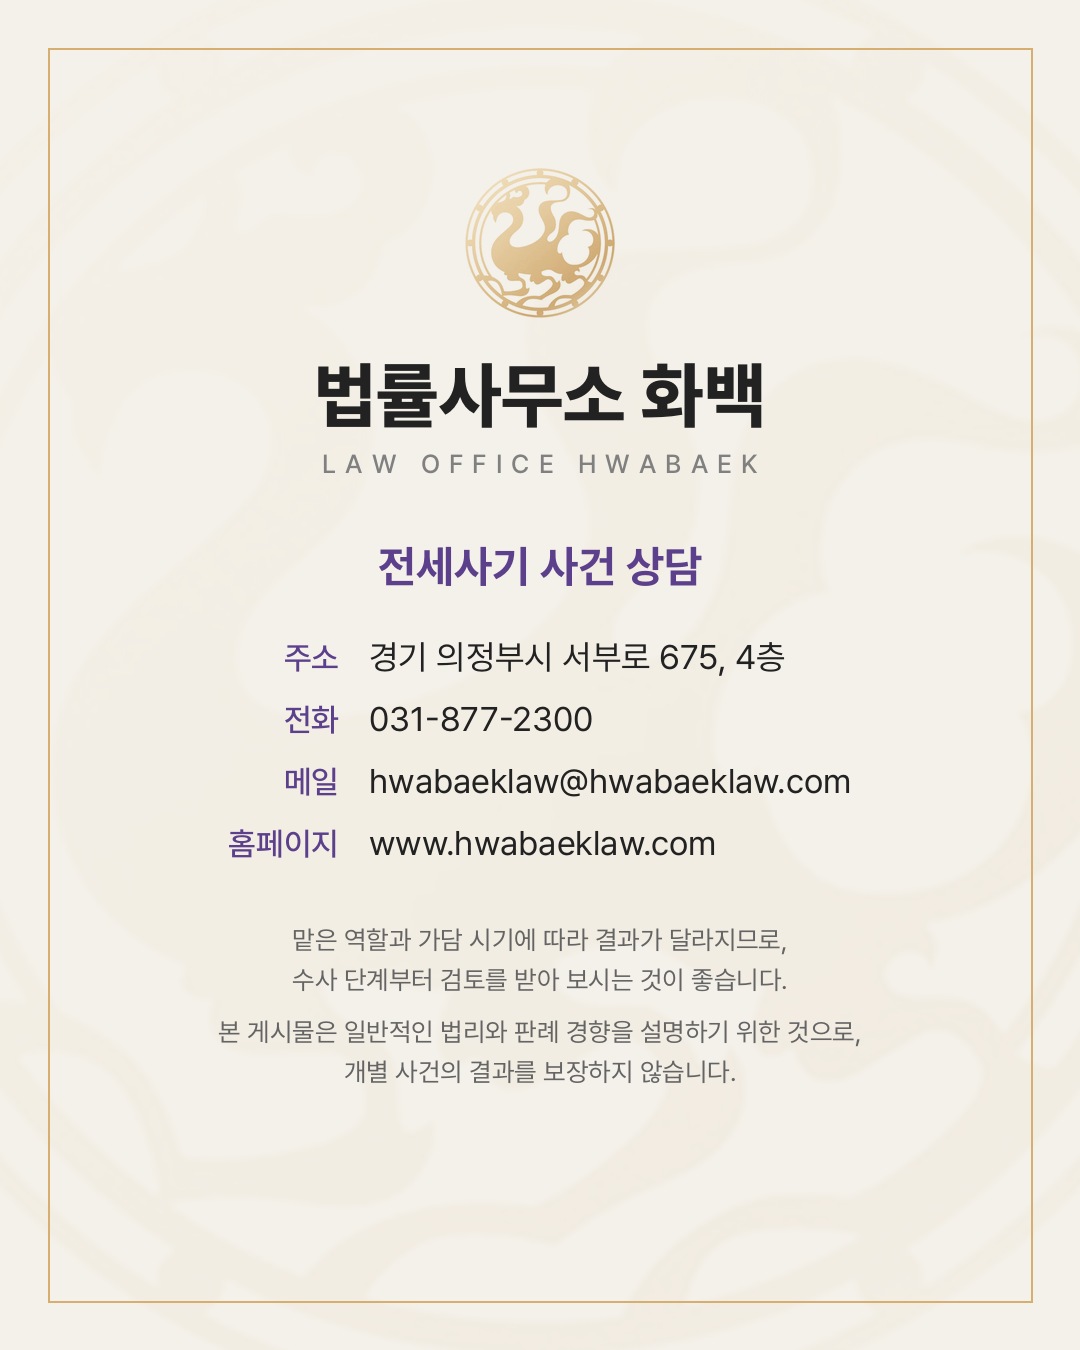 법률사무소 화백
LAW OFFICE HWABAEK
전세사기 사건 상담
주소 경기 의정부시 서부로 675, 4층
전화 031-877-2300
메일 hwabaeklaw@hwabaeklaw.com
홈페이지 www.hwabaeklaw.com
맡은 역할과 가담 시기에 따라 결과가 달라지므로,
수사 단계부터 검토를 받아 보시는 것이 좋습니다.
본 게시물은 일반적인 법리와 판례 경향을 설명하기 위한 것으로,
개별 사건의 결과를 보장하지 않습니다.